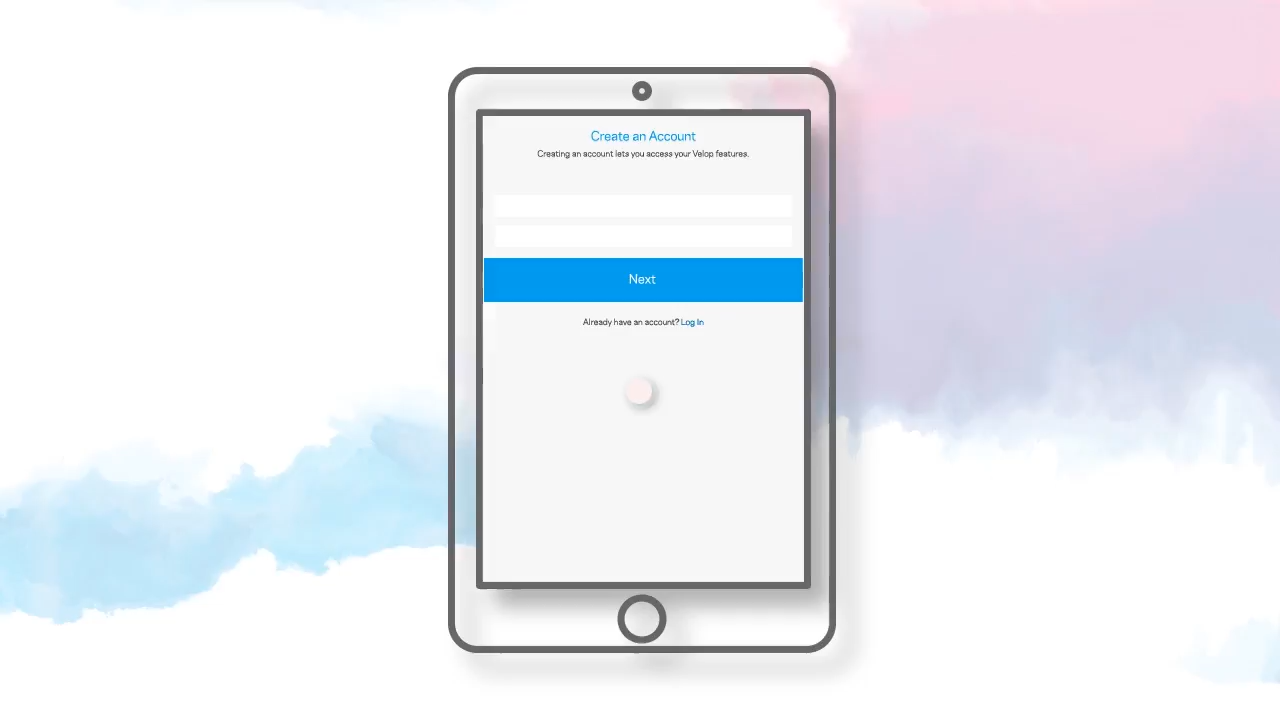 Create an Account
Creating an account lets you access your Velop features.
Next
Already have an account? Log In